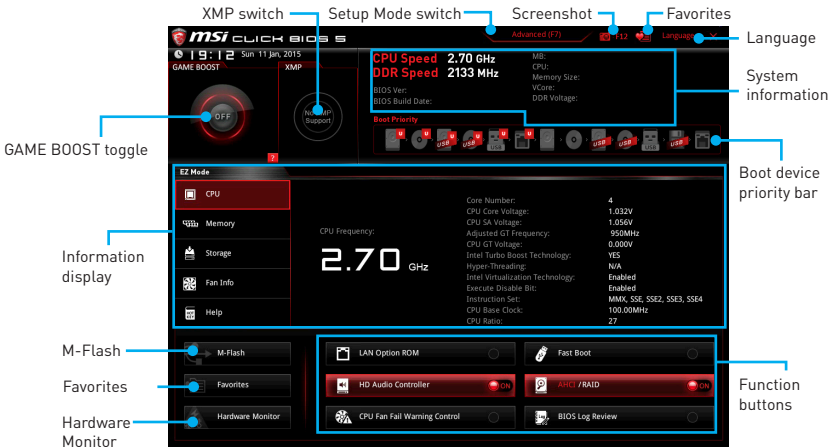 XMP switch
Setup Mode switch
Screenshot
Favorites
msi CLICK BIOS 5
Advanced (F7)
F12
Language
X
Language
19:12 Sun 11 Jan, 2015
GAME BOOST
XMP
OFF
No XMP
Support
?
CPU Speed 2.70 GHz
DDR Speed 2133 MHz
BIOS Ver:
BIOS Build Date:
MB:
CPU:
Memory Size:
VCore:
DDR Voltage:
System
information
GAME BOOST toggle
Boot Priority
U U U U U U
USB USB USB USB USB USB
Boot device
priority bar
EZ Mode
CPU
Memory
Storage
Fan Info
Help
Information
display
CPU Frequency:
2.70 GHz
Core Number: 4
CPU Core Voltage: 1.032V
CPU SA Voltage: 1.056V
Adjusted GT Frequency: 950MHz
CPU GT Voltage: 0.000V
Intel Turbo Boost Technology: YES
Hyper-Threading: N/A
Intel Virtualization Technology: Enabled
Execute Disable Bit: Enabled
Instruction Set: MMX, SSE, SSE2, SSE3, SSE4
CPU Base Clock: 100.00MHz
CPU Ratio: 27
M-Flash
Favorites
Hardware
Monitor
M-Flash
Favorites
Hardware Monitor
LAN Option ROM
Fast Boot
HD Audio Controller ON
AHCI /RAID ON
CPU Fan Fail Warning Control
BIOS Log Review
Function
buttons